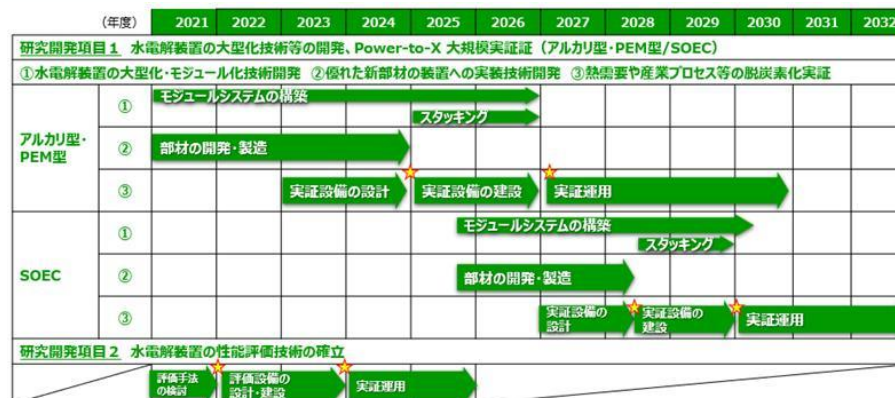 (年度) 2021 2022 2023 2024 2025 2026 2027 2028 2029 2030 2031 2032
研究開発項目1 水電解装置の大型化技術等の開発、Power-to-X 大規模実証証(アルカリ型・PEM型/SOEC)
①水電解装置の大型化・モジュール化技術開発 ②優れた新部材の装置への実装技術開発 ③熱需要や産業プロセス等の脱炭素化実証
アルカリ型・
PEM型
①
モジュールシステムの構築
スタッキング
②
部材の開発・製造
③
実証設備の設計
実証設備の建設
実証運用
SOEC
①
モジュールシステムの構築
スタッキング
②
部材の開発・製造
③
実証設備の
設計
実証設備の
建設
実証運用
研究開発項目2 水電解装置の性能評価技術の確立
評価手法
の検討
評価設備の
設計・建設
実証運用